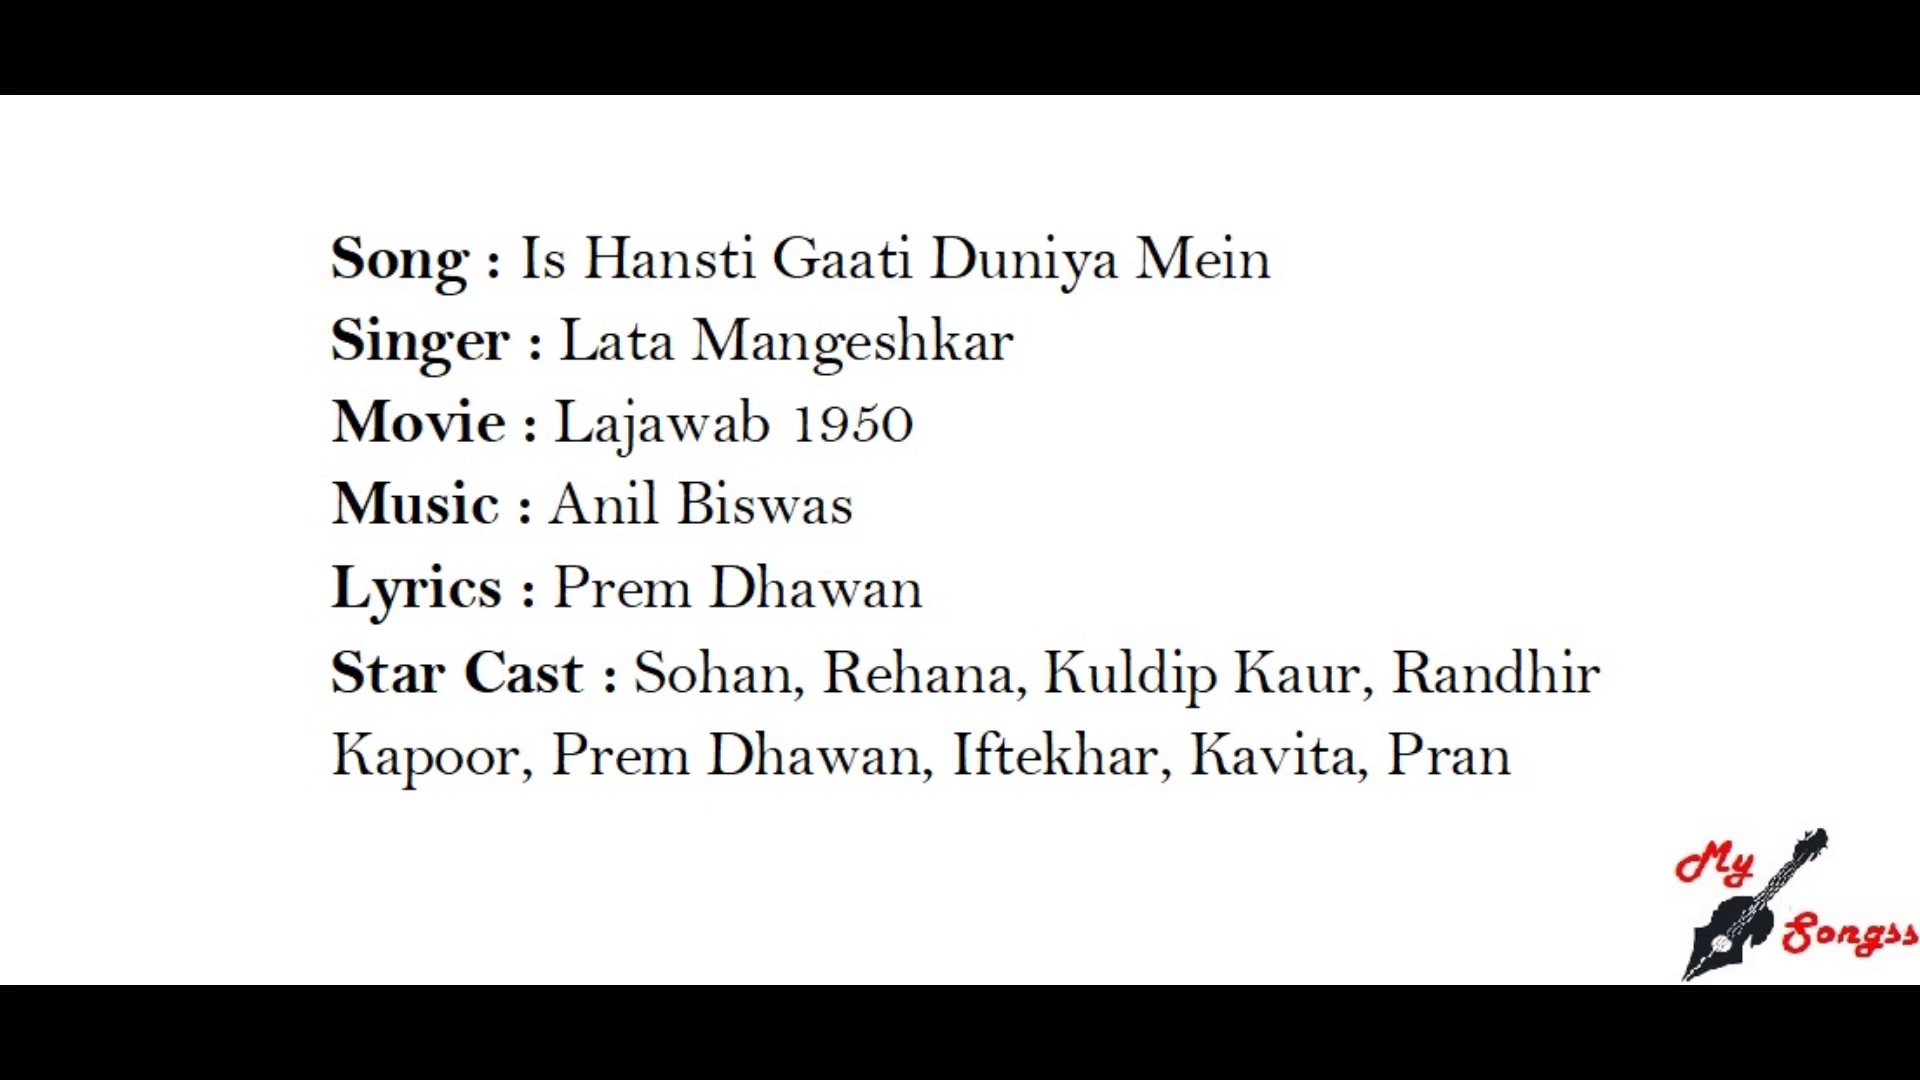 Song : Is Hansti Gaati Duniya Mein
Singer : Lata Mangeshkar
Movie : Lajawab 1950
Music : Anil Biswas
Lyrics : Prem Dhawan
Star Cast : Sohan, Rehana, Kuldip Kaur, Randhir
Kapoor, Prem Dhawan, Iftekhar, Kavita, Pran
My
Songss